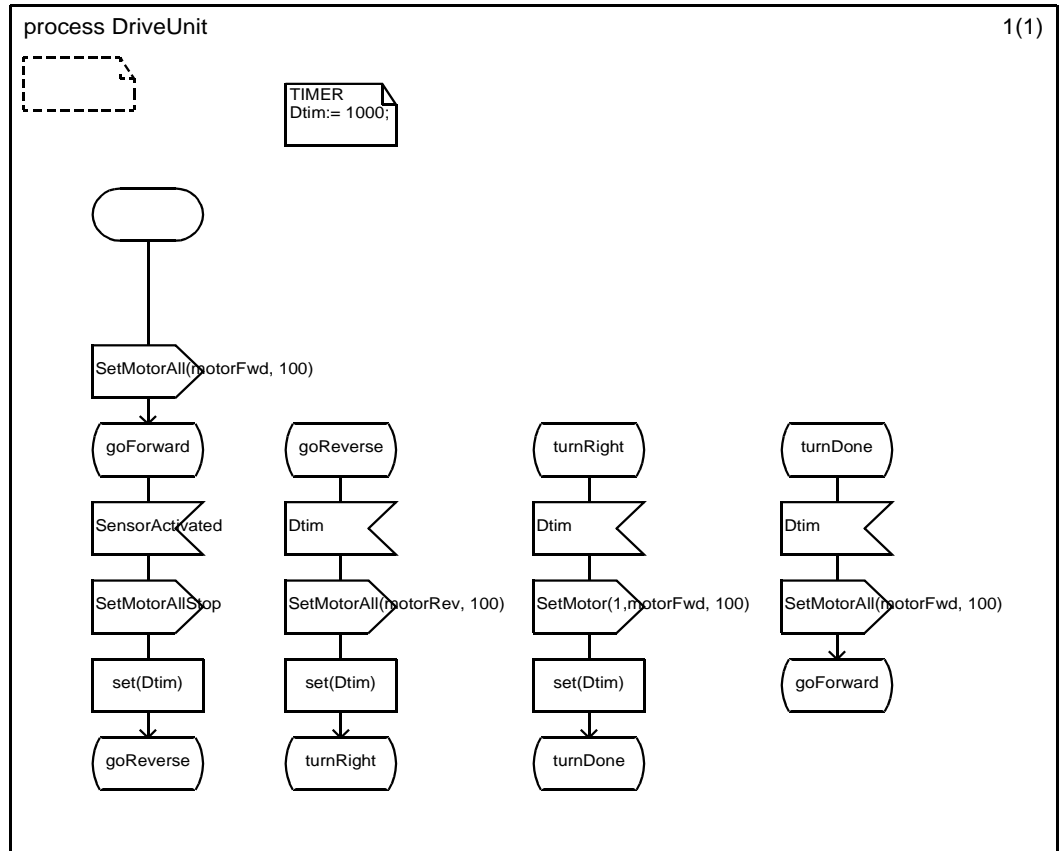 process DriveUnit
1(1)
TIMER
Dtim:= 1000;
SetMotorAll(motorFwd, 100)
goForward
goReverse
turnRight
turnDone
SensorActivated
Dtim
Dtim
Dtim
SetMotorAllStop
SetMotorAll(motorRev, 100)
SetMotor(1,motorFwd, 100)
SetMotorAll(motorFwd, 100)
set(Dtim)
set(Dtim)
set(Dtim)
goForward
goReverse
turnRight
turnDone